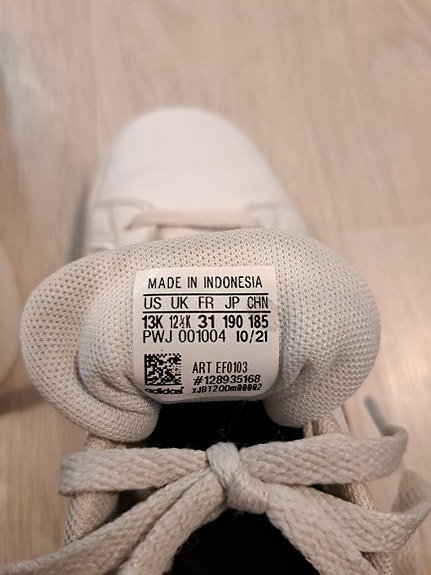 MADE IN INDONESIA
US UK FR JP CHN
13K 12½K 31 190 185
PWJ 001004 10/21
ART EF0103
#128935168
adidas